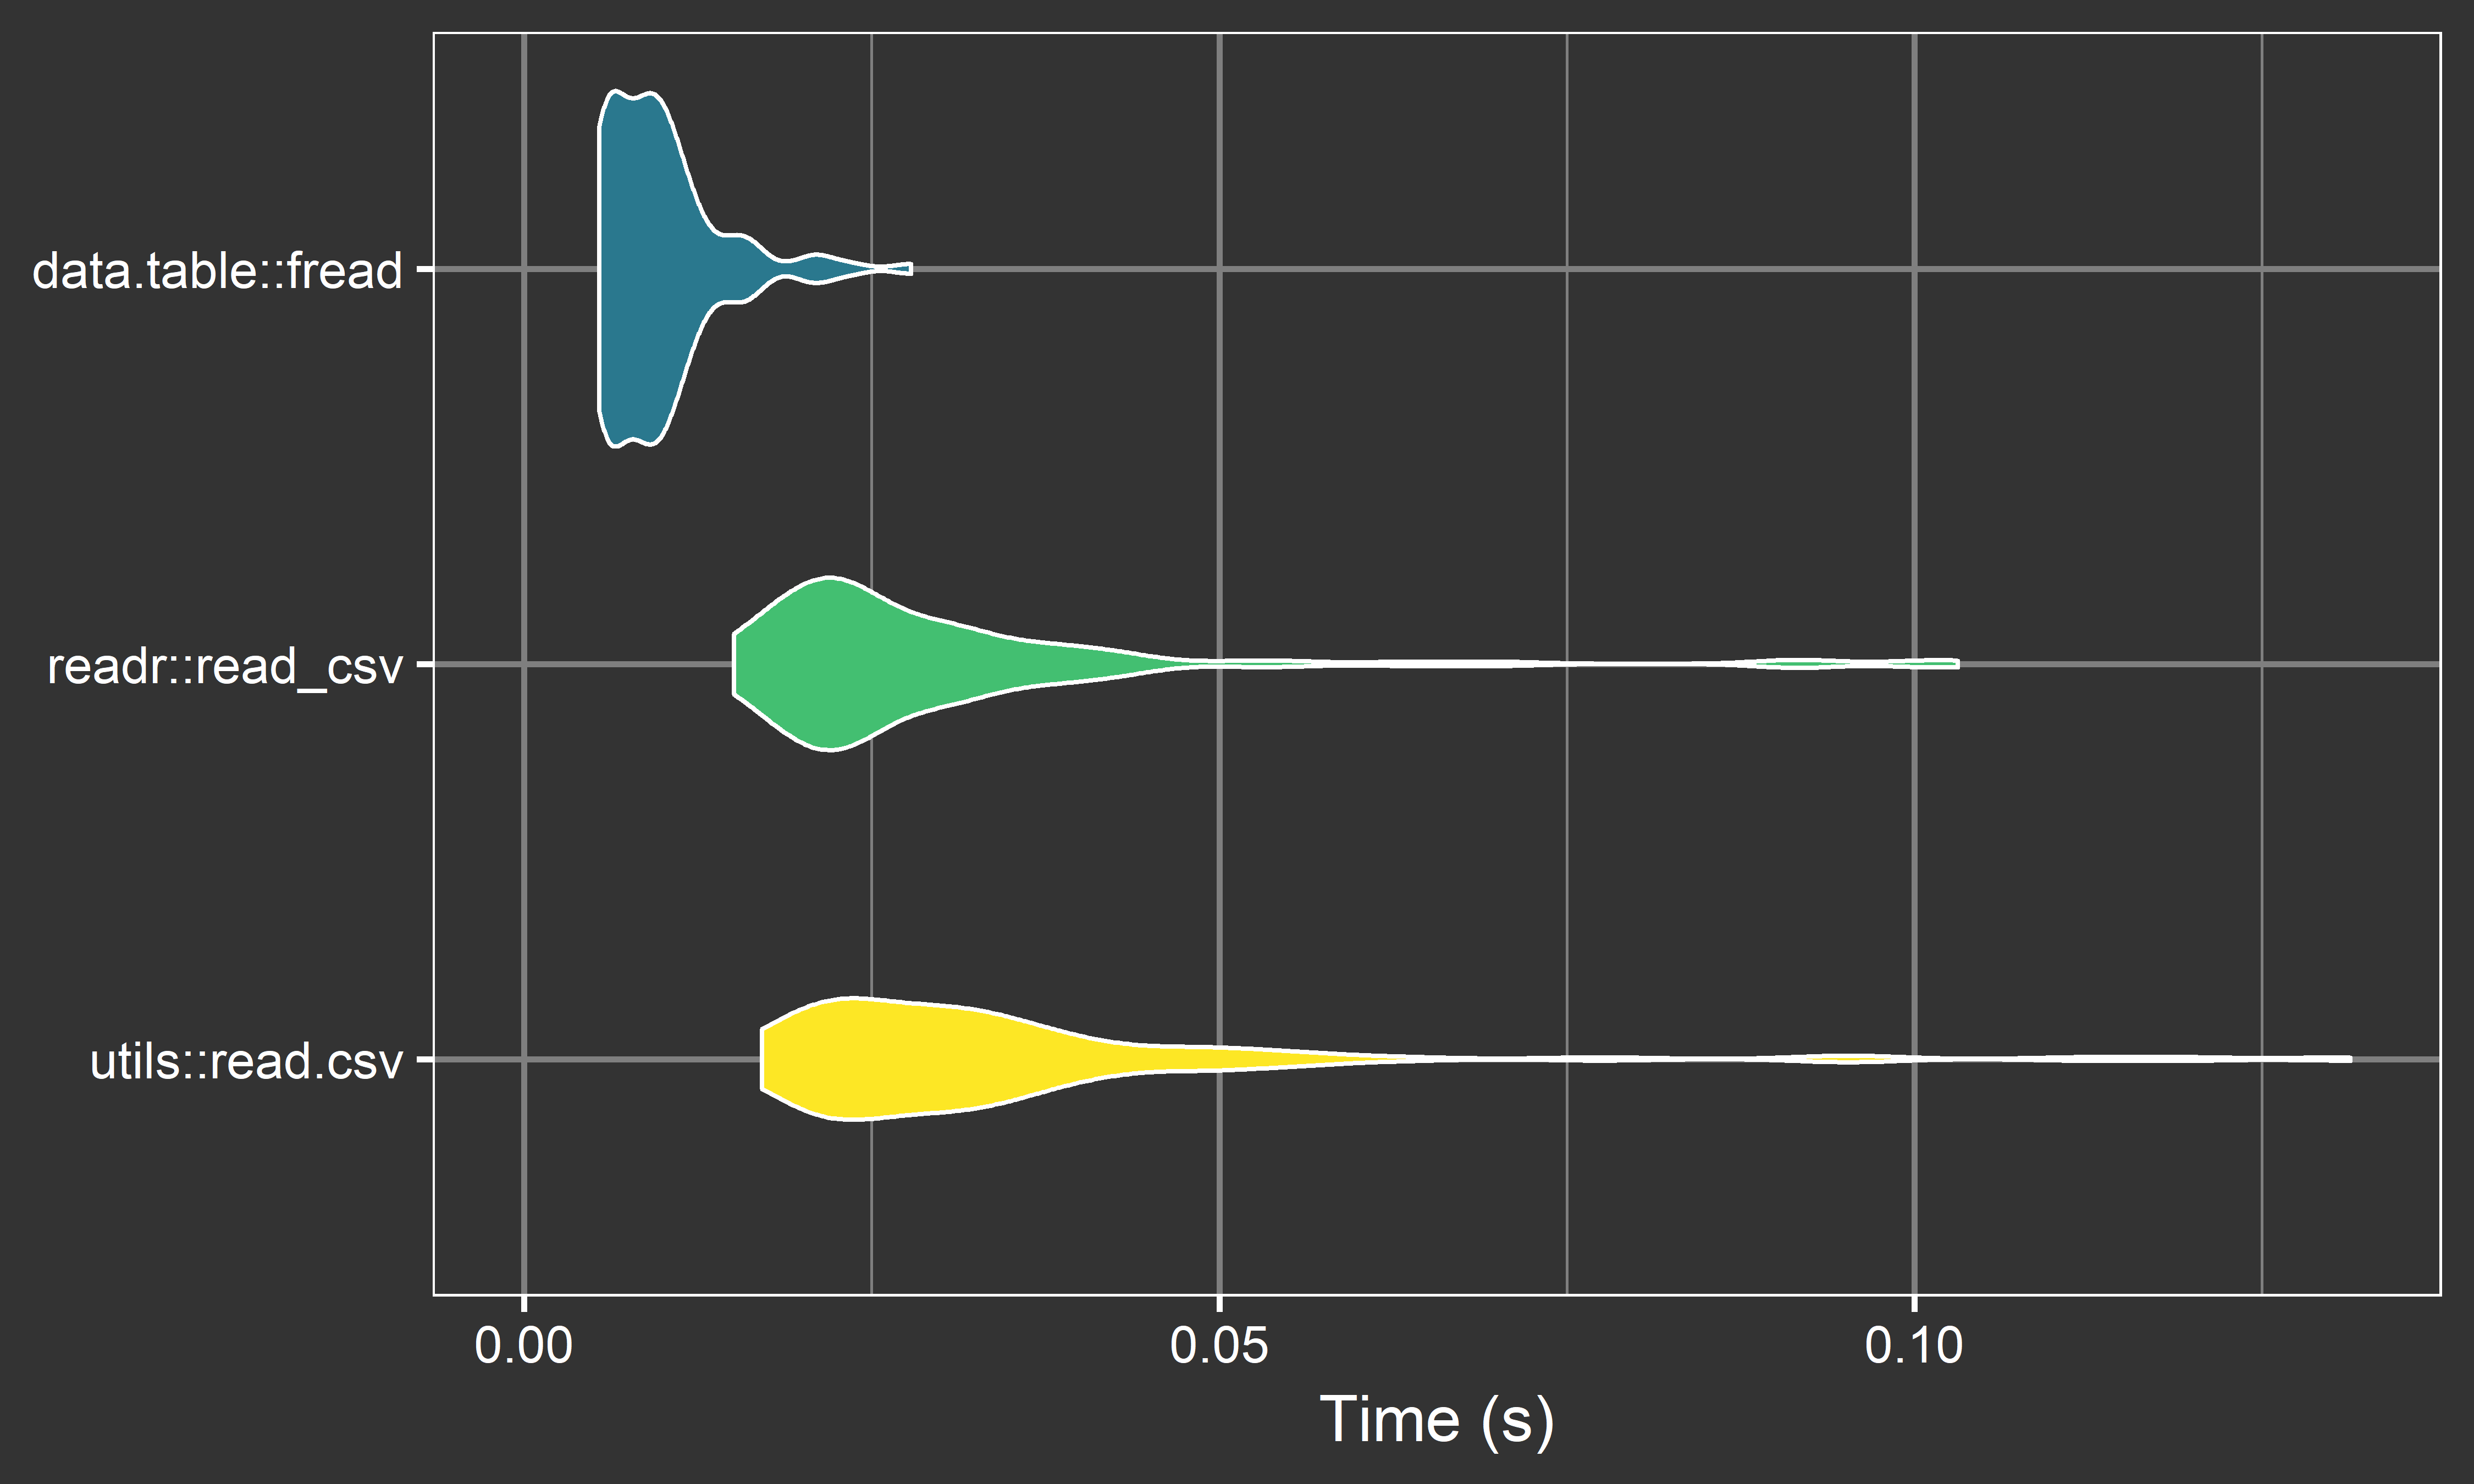 data.table::fread
readr::read_csv
utils::read.csv
0.00 0.05 0.10
Time (s)